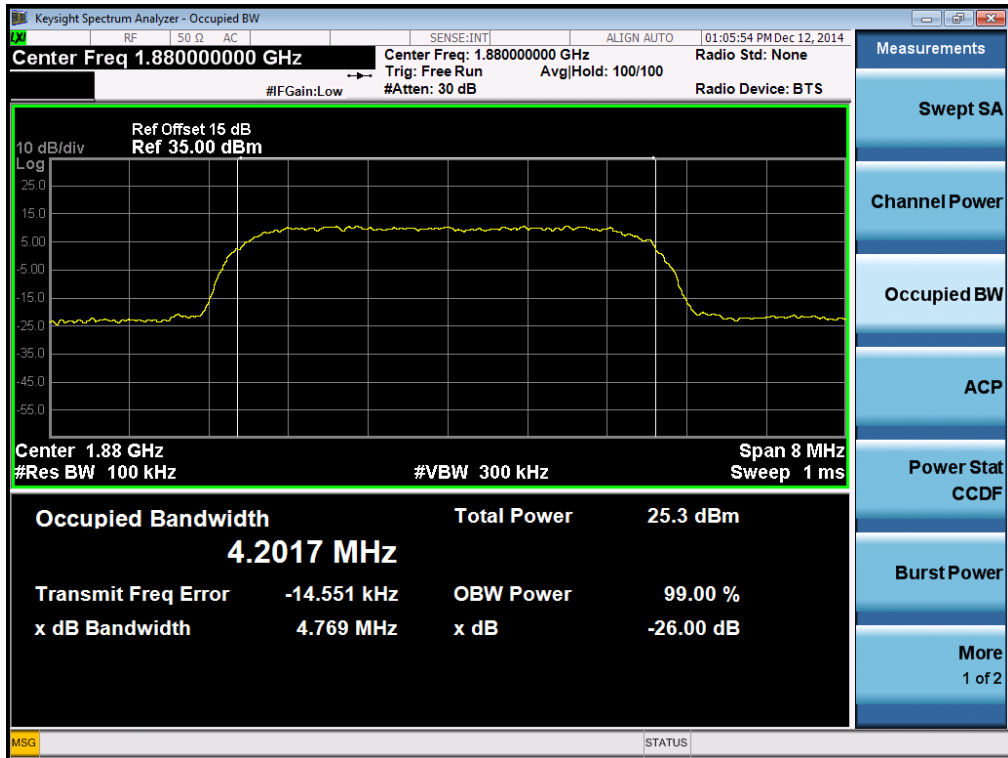 Keysight Spectrum Analyzer - Occupied BW
LXI RF 50 Ω AC SENSE:INT ALIGN AUTO 01:05:54 PM Dec 12, 2014
Center Freq 1.880000000 GHz
#IFGain:Low
Center Freq: 1.880000000 GHz
Trig: Free Run Avg|Hold: 100/100
#Atten: 30 dB
Radio Std: None
Radio Device: BTS
Ref Offset 15 dB
10 dB/div Ref 35.00 dBm
Log
25.0
15.0
5.00
-5.00
-15.0
-25.0
-35.0
-45.0
-55.0
Center 1.88 GHz Span 8 MHz
#Res BW 100 kHz #VBW 300 kHz Sweep 1 ms
Occupied Bandwidth Total Power 25.3 dBm
4.2017 MHz
Transmit Freq Error -14.551 kHz OBW Power 99.00 %
x dB Bandwidth 4.769 MHz x dB -26.00 dB
MSG STATUS
Measurements
Swept SA
Channel Power
Occupied BW
ACP
Power Stat
CCDF
Burst Power
More
1 of 2